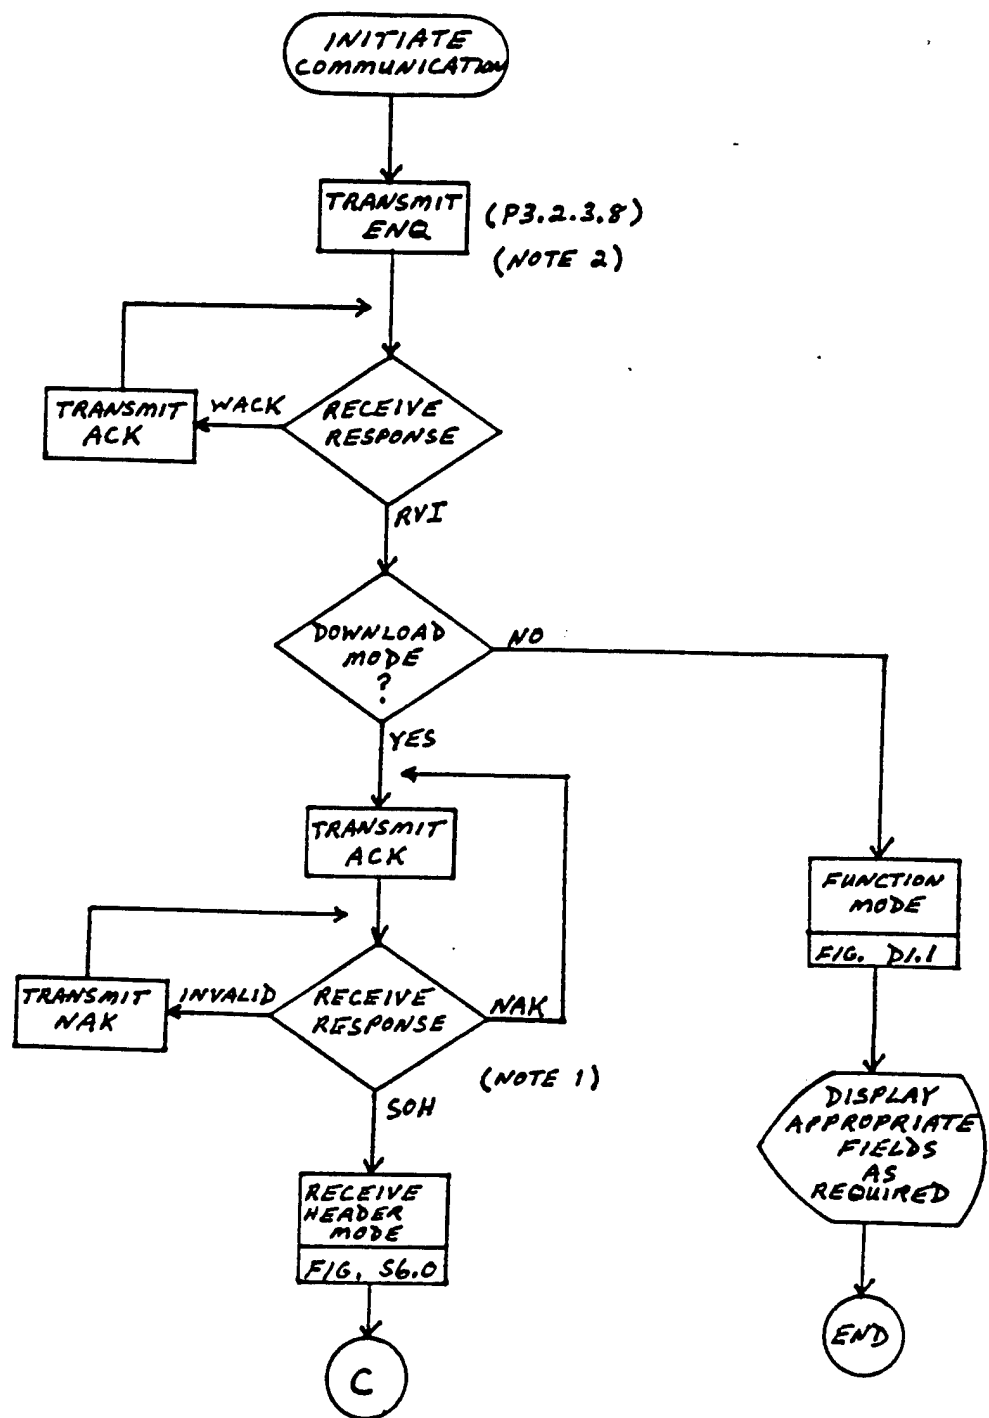 INITIATE
COMMUNICATION
TRANSMIT
ENQ
(P3.2.3.8)
(NOTE 2)
TRANSMIT
ACK
WACK
RECEIVE
RESPONSE
RVI
DOWNLOAD
MODE
?
NO
YES
TRANSMIT
ACK
FUNCTION
MODE
FIG. D1.1
TRANSMIT
NAK
INVALID
RECEIVE
RESPONSE
NAK
(NOTE 1)
SOH
DISPLAY
APPROPRIATE
FIELDS
AS
REQUIRED
RECEIVE
HEADER
MODE
FIG. S6.0
END
C